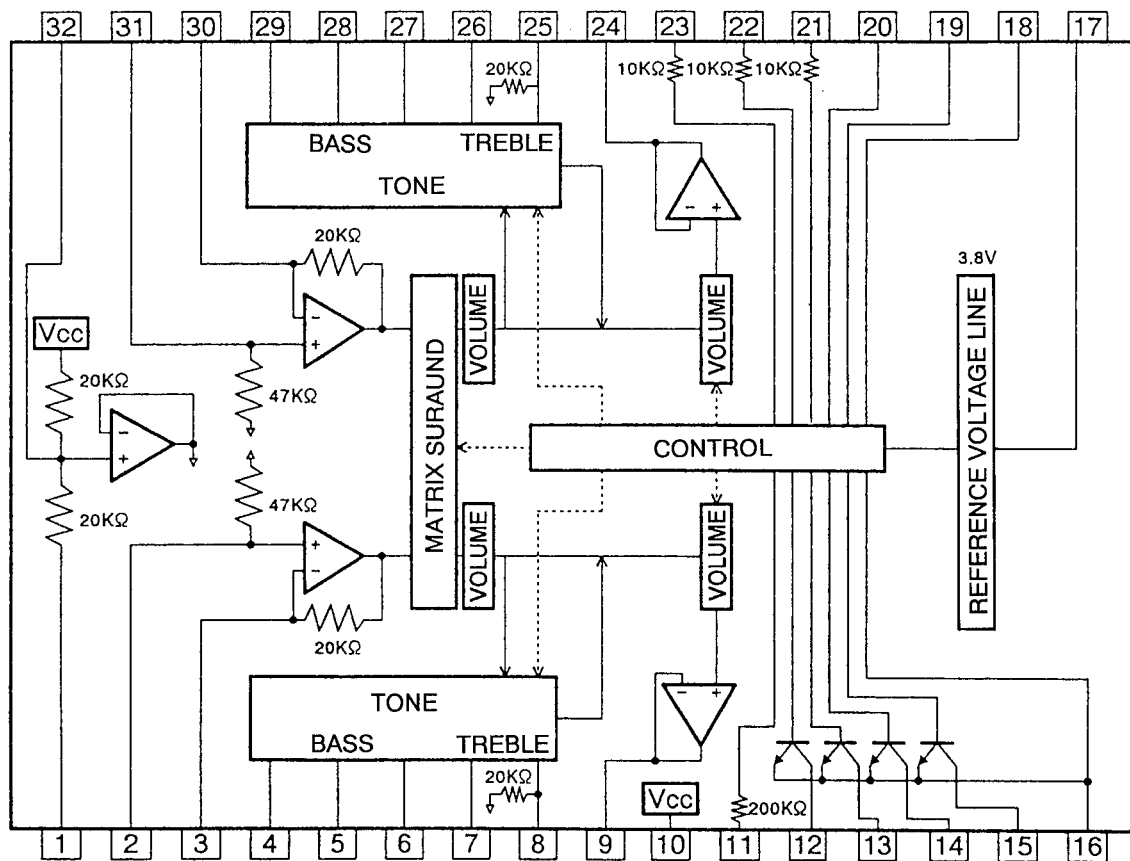 32 31 30 29 28 27 26 25 24 23 22 21 20 19 18 17
20KΩ
10KΩ 10KΩ 10KΩ
BASS TREBLE
TONE
20KΩ
3.8V
Vcc
20KΩ
47KΩ
47KΩ
20KΩ
MATRIX SURAUND
VOLUME
VOLUME
VOLUME
VOLUME
CONTROL
REFERENCE VOLTAGE LINE
20KΩ
TONE
BASS TREBLE
20KΩ
Vcc
200KΩ
1 2 3 4 5 6 7 8 9 10 11 12 13 14 15 16